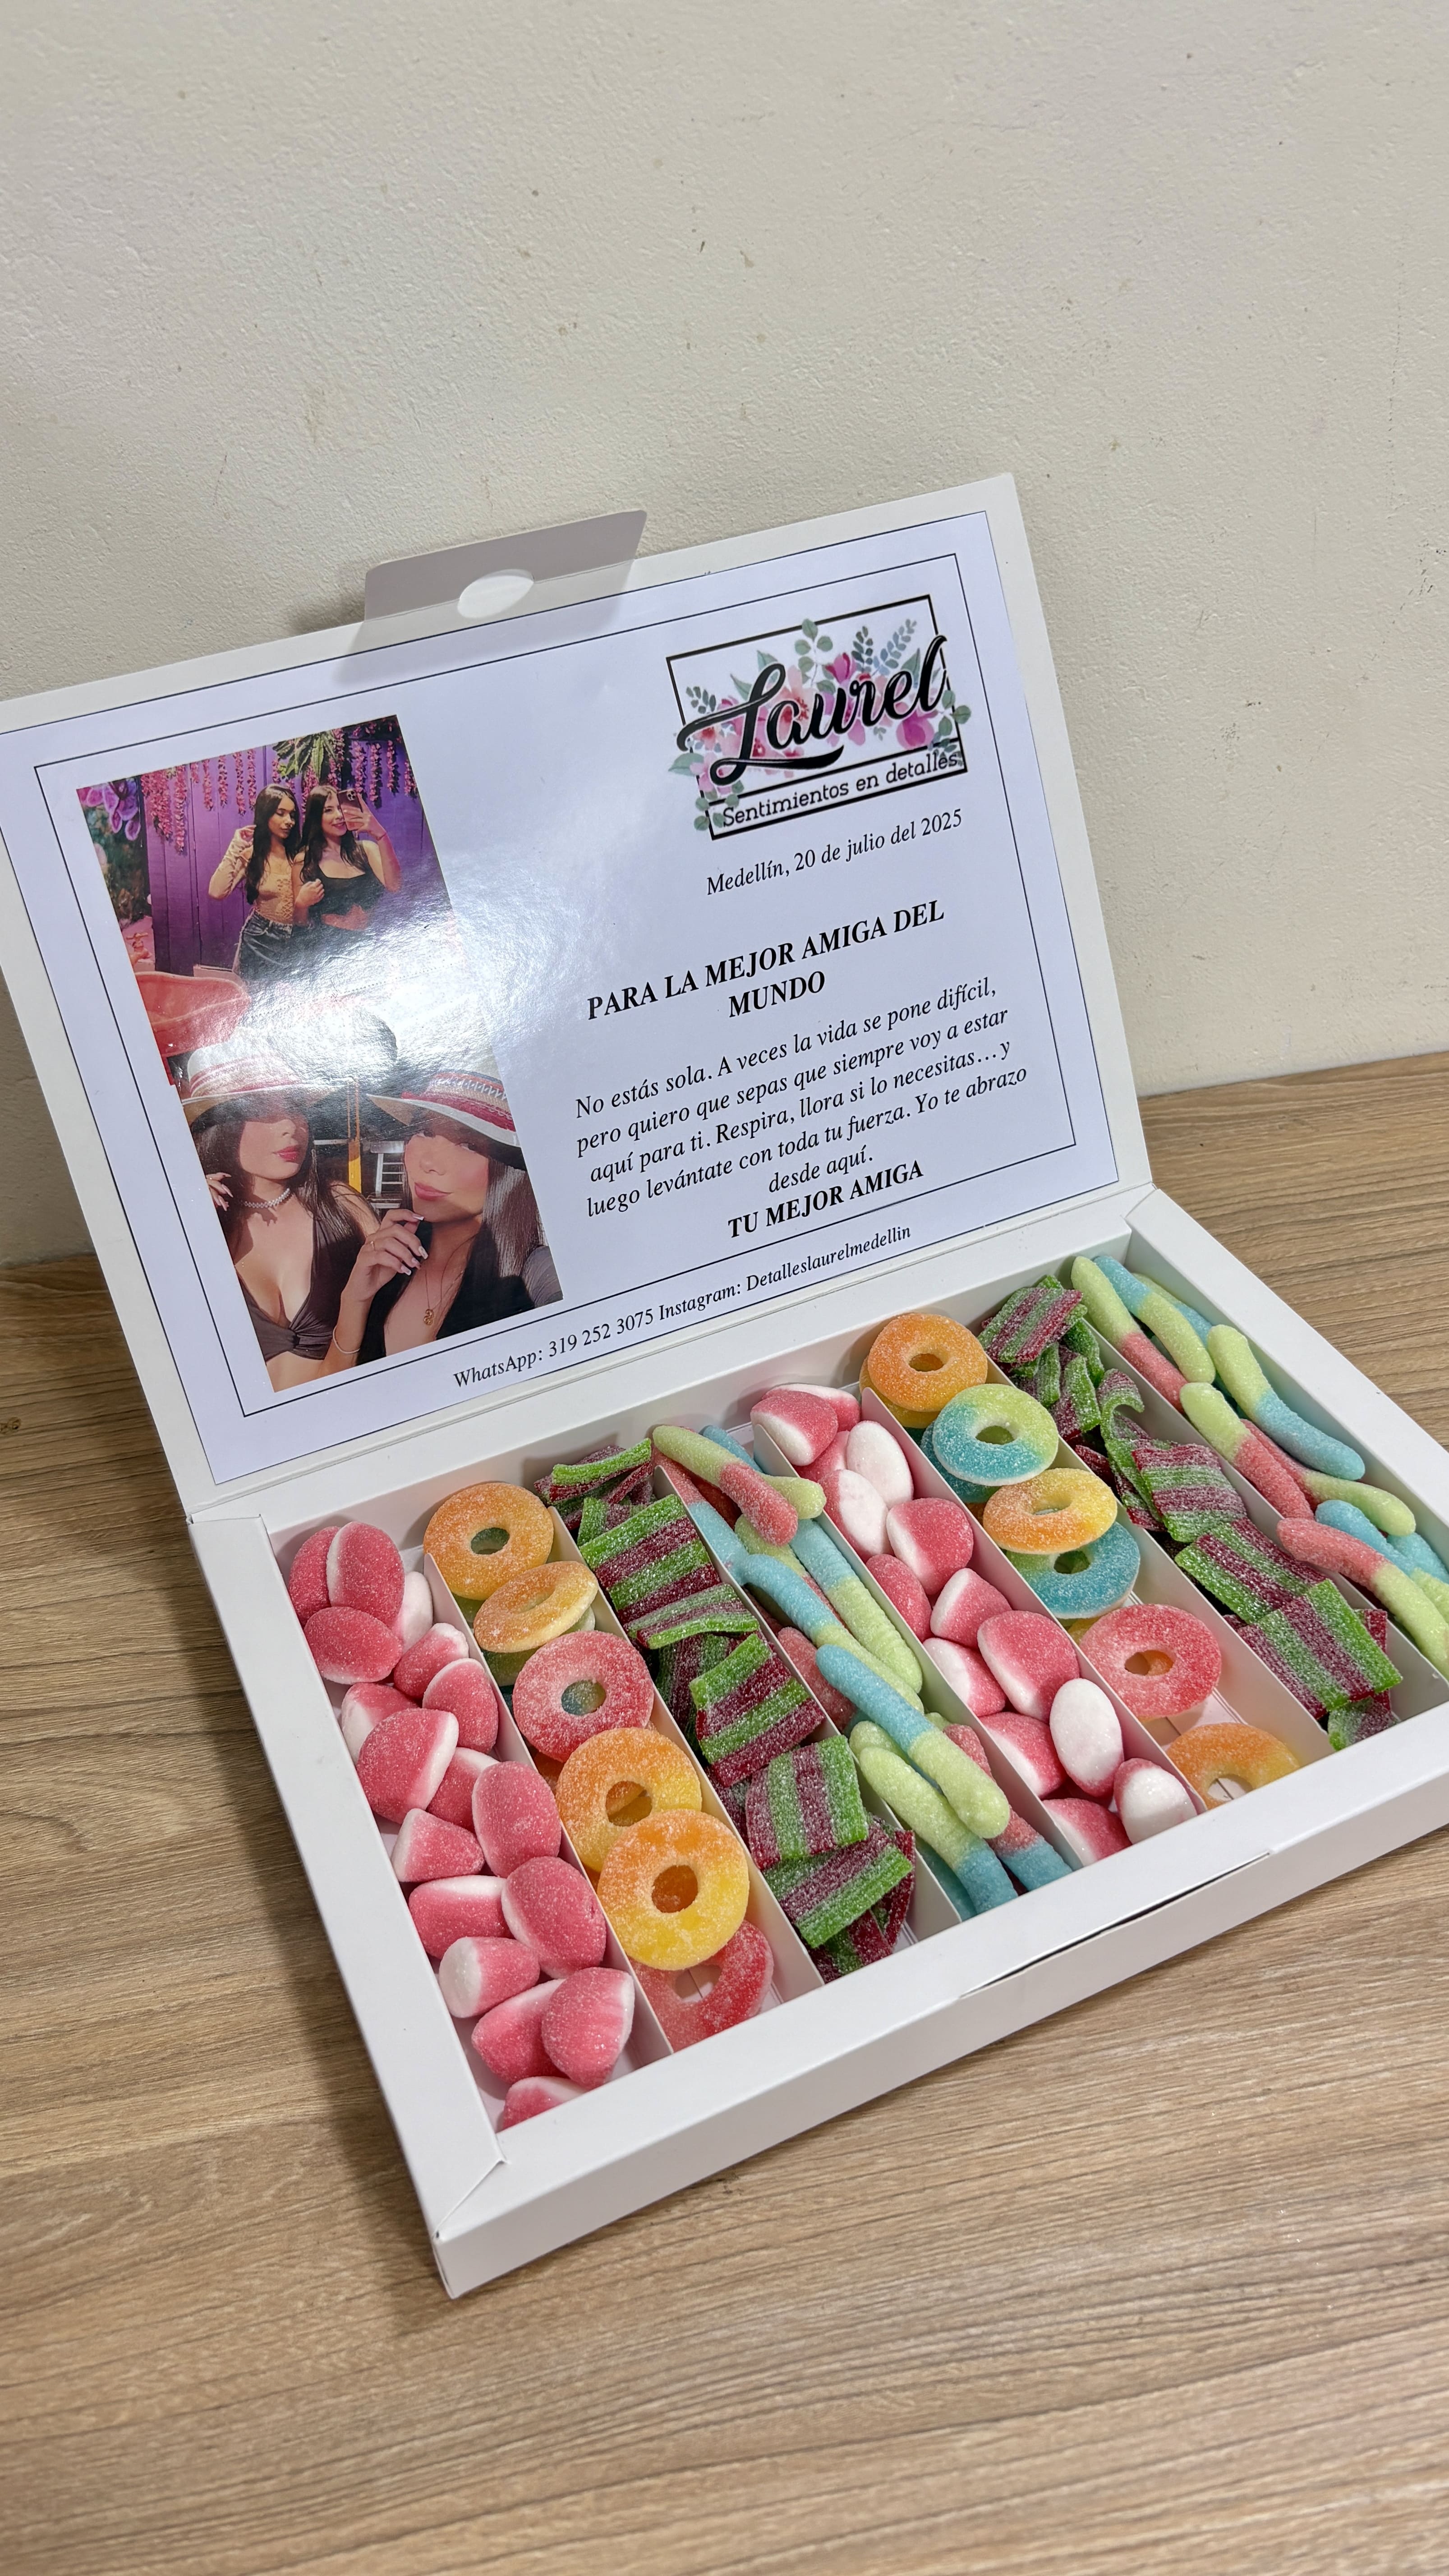 Laurel
Sentimientos en detalles
Medellín, 20 de julio del 2025
PARA LA MEJOR AMIGA DEL
MUNDO
No estás sola. A veces la vida se pone difícil,
pero quiero que sepas que siempre voy a estar
aquí para ti. Respira, llora si lo necesitas...y
luego levántate con toda tu fuerza. Yo te abrazo
desde aquí.
TU MEJOR AMIGA
WhatsApp: 319 252 3075 Instagram: Detalleslaurelmedellin